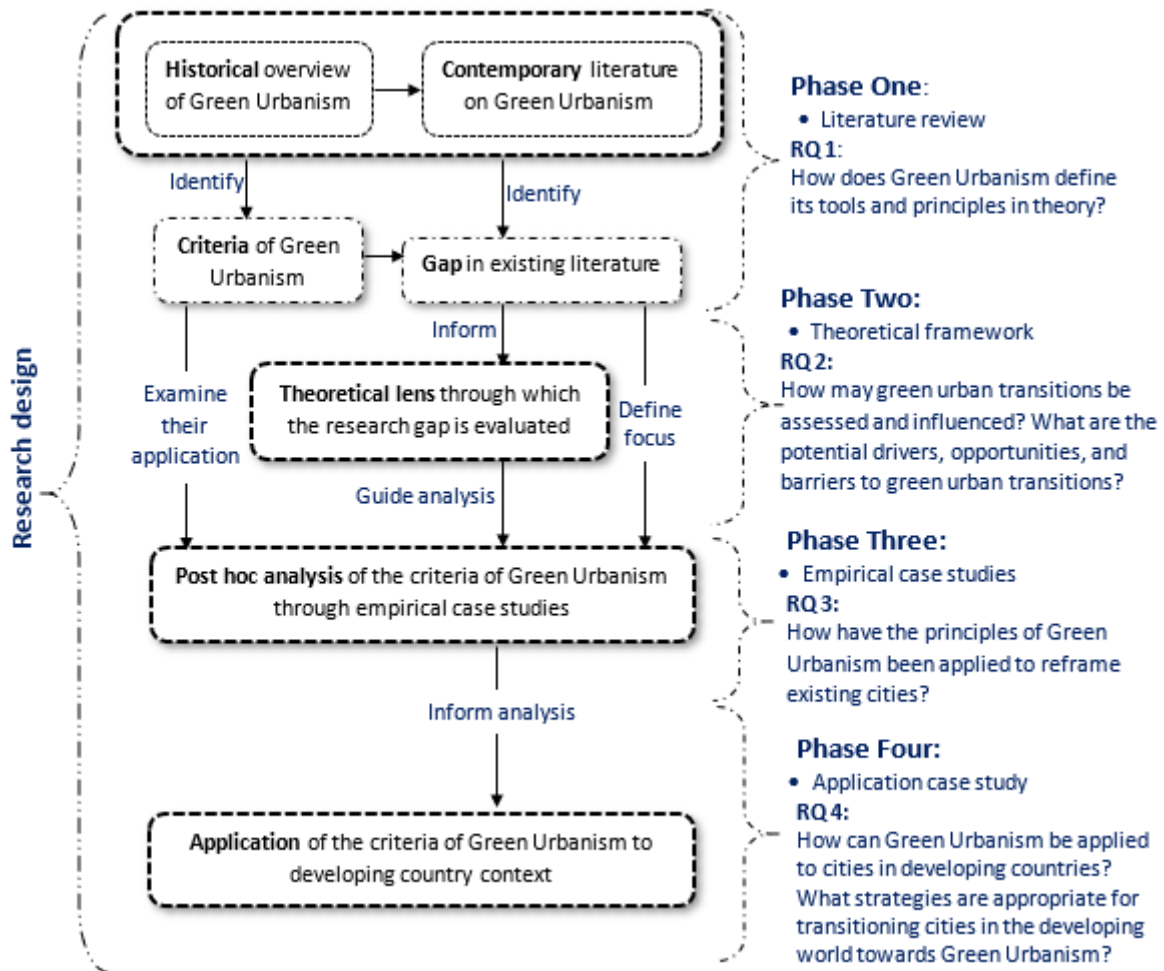 Research design
Historical overview
of Green Urbanism
Contemporary literature
on Green Urbanism
Identify
Identify
Criteria of Green
Urbanism
Gap in existing literature
Inform
Examine
their
application
Theoretical lens through which
the research gap is evaluated
Define
focus
Guide analysis
Post hoc analysis of the criteria of Green Urbanism
through empirical case studies
Inform analysis
Application of the criteria of Green Urbanism to
developing country context
Phase One:
• Literature review
RQ 1:
How does Green Urbanism define
its tools and principles in theory?
Phase Two:
• Theoretical framework
RQ 2:
How may green urban transitions be
assessed and influenced? What are the
potential drivers, opportunities, and
barriers to green urban transitions?
Phase Three:
• Empirical case studies
RQ 3:
How have the principles of Green
Urbanism been applied to reframe
existing cities?
Phase Four:
• Application case study
RQ 4:
How can Green Urbanism be applied
to cities in developing countries?
What strategies are appropriate for
transitioning cities in the developing
world towards Green Urbanism?